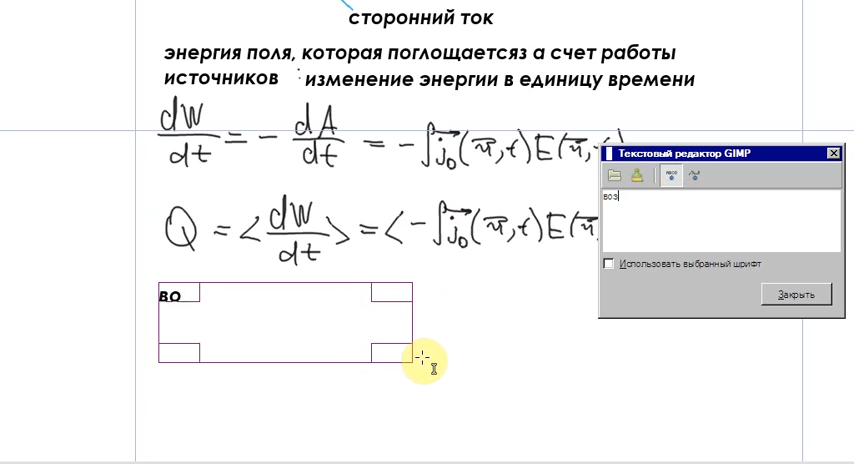 сторонний ток
энергия поля, которая поглощаетсяз а счет работы
источников : изменение энергии в единицу времени
dW/dt = - dA/dt = - ∫j₀(r,t)E(r,
Текстовый редактор GIMP
воз
Q = < dW/dt > = < - ∫j₀(r,t)E(r,
Использовать выбранный шрифт
Закрыть
во